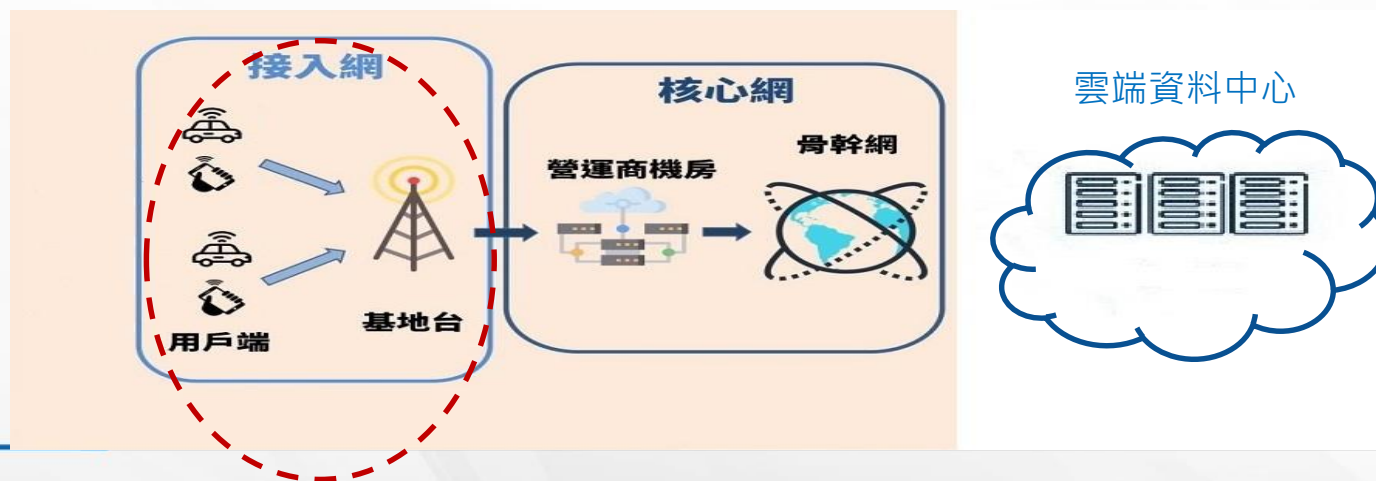 接入網
核心網
雲端資料中心
骨幹網
營運商機房
基地台
用戶端